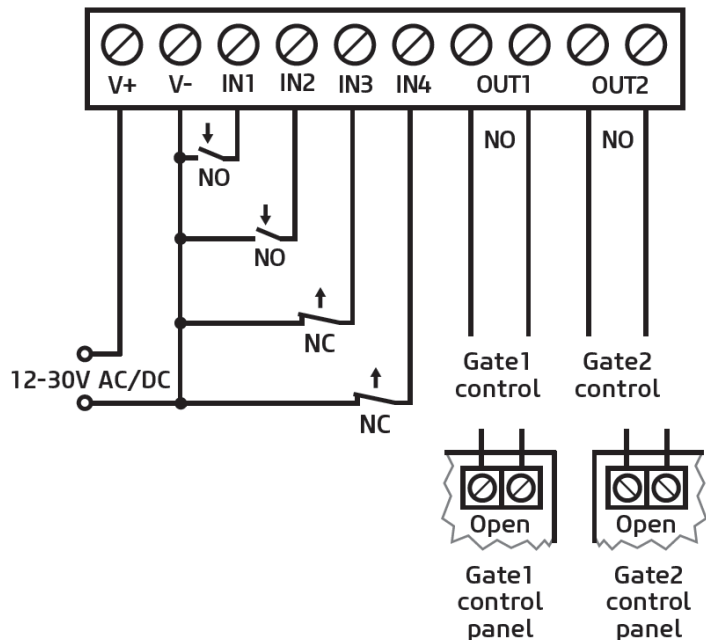 V+ V- IN1 IN2 IN3 IN4 OUT1 OUT2
NO NO
NO
NO
NC
12-30V AC/DC
NC
Gate1
control
Gate2
control
Open
Open
Gate1
control
panel
Gate2
control
panel